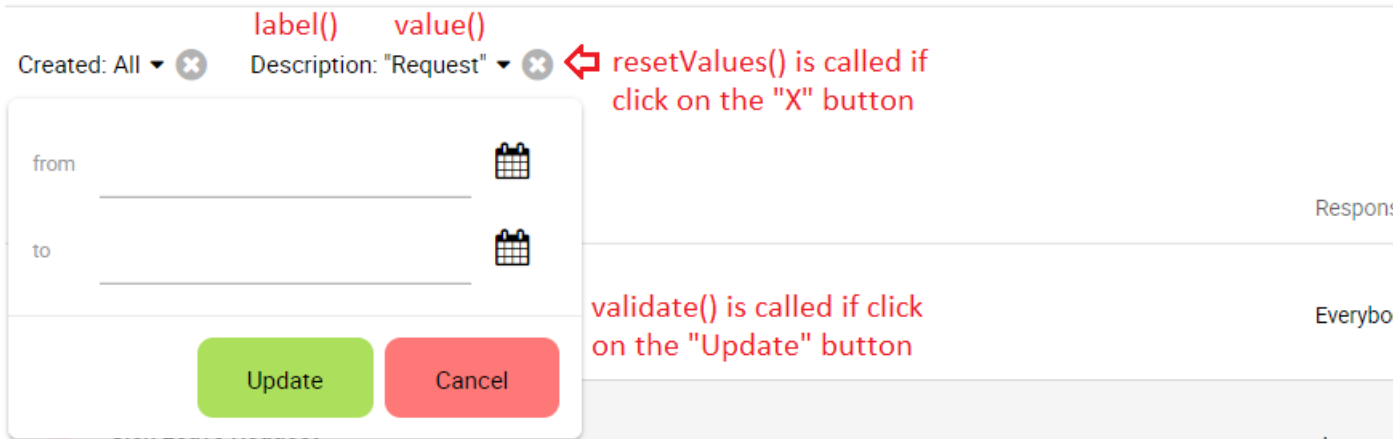 label() value()
Created: All Description: "Request" resetValues() is called if
click on the "X" button
from
Respons
to
validate() is called if click
Everybo
on the "Update" button
Update Cancel